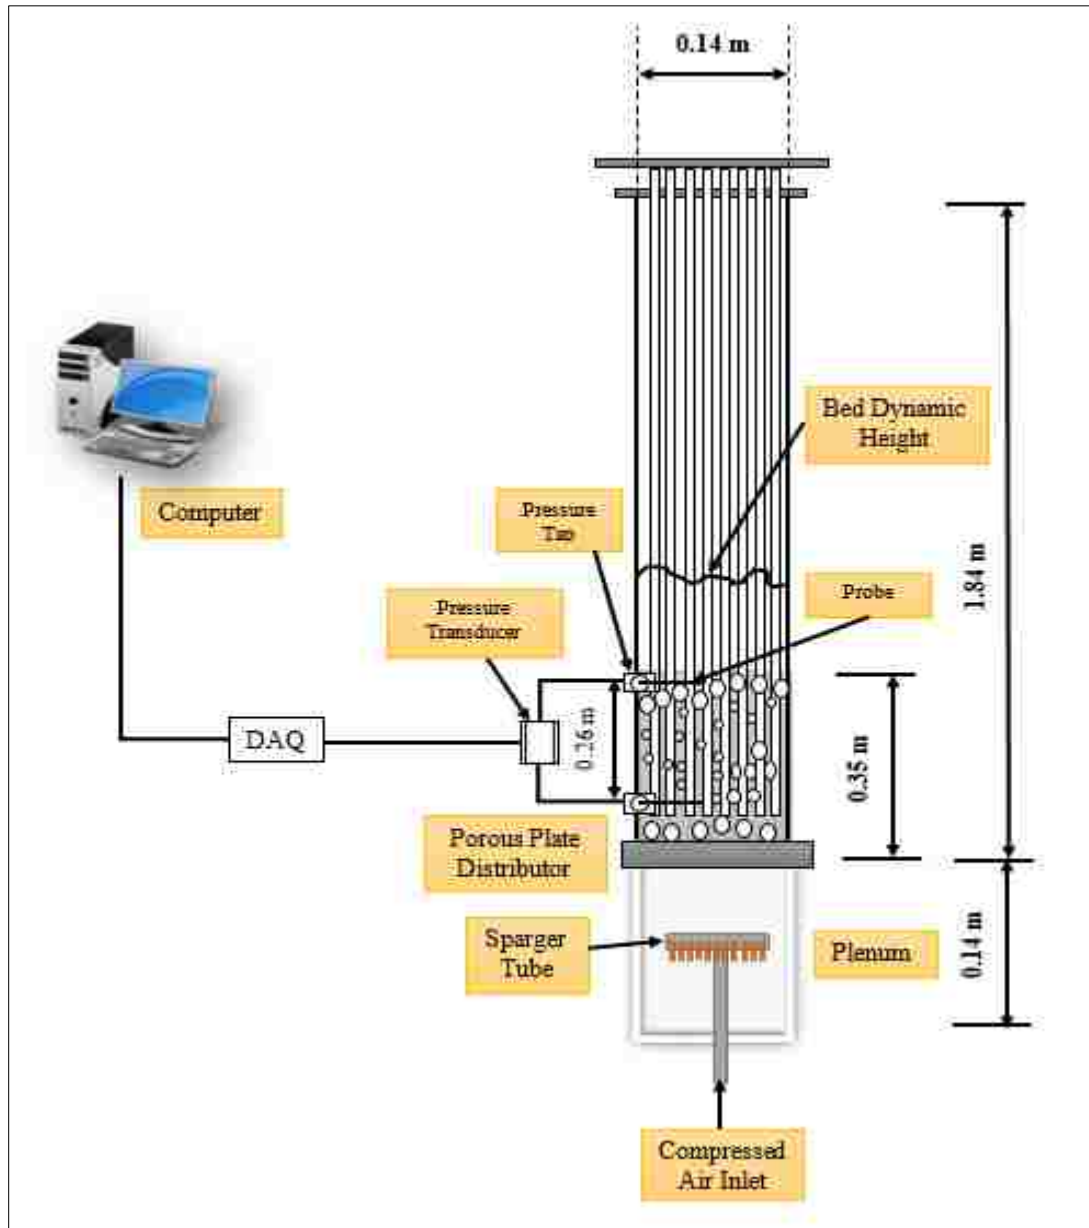 0.14 m
Bed Dynamic
Height
Computer
Pressure
Tap
Probe
Pressure
Transducer
1.84 m
DAQ
0.26 m
0.35 m
Porous Plate
Distributor
Sparger
Tube
Plenum
0.14 m
Compressed
Air Inlet